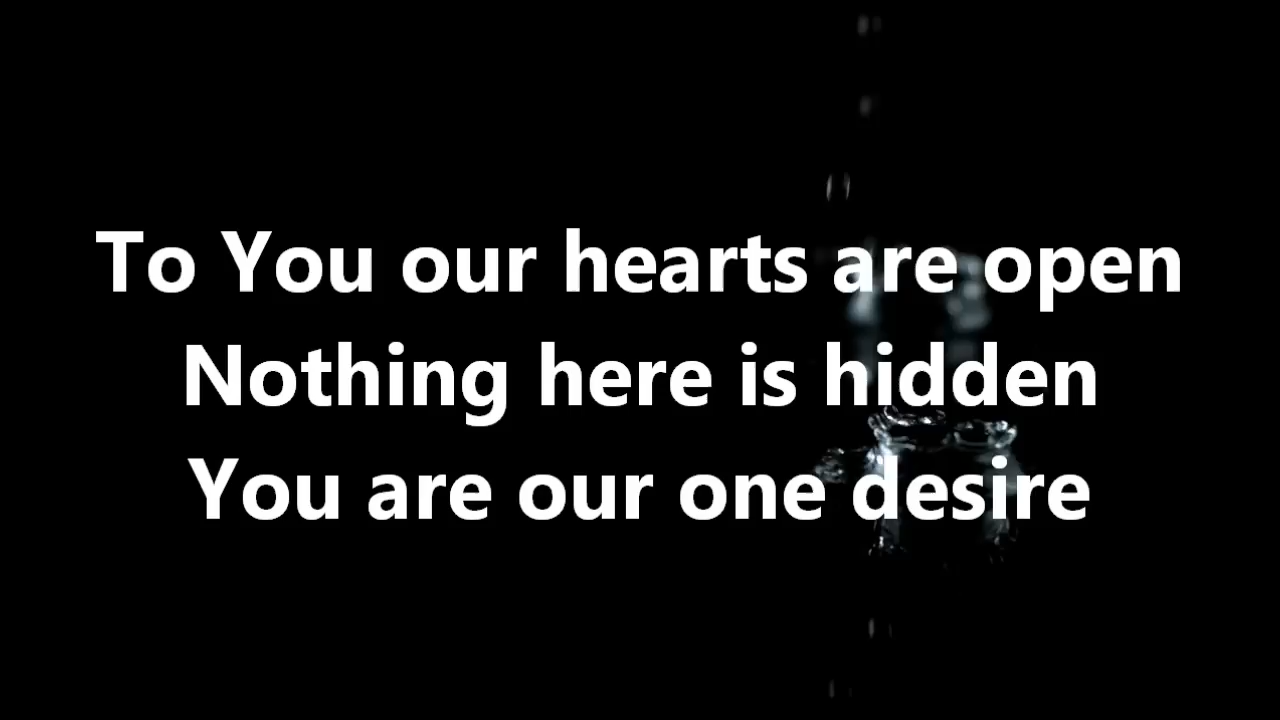 To You our hearts are open
Nothing here is hidden
You are our one desire